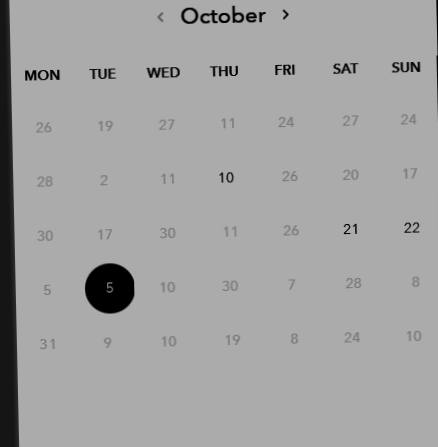 ‹ October ›
MON TUE WED THU FRI SAT SUN
26 19 27 11 24 27 24
28 2 11 10 26 20 17
30 17 30 11 26 21 22
5 5 10 30 7 28 8
31 9 10 19 8 24 10